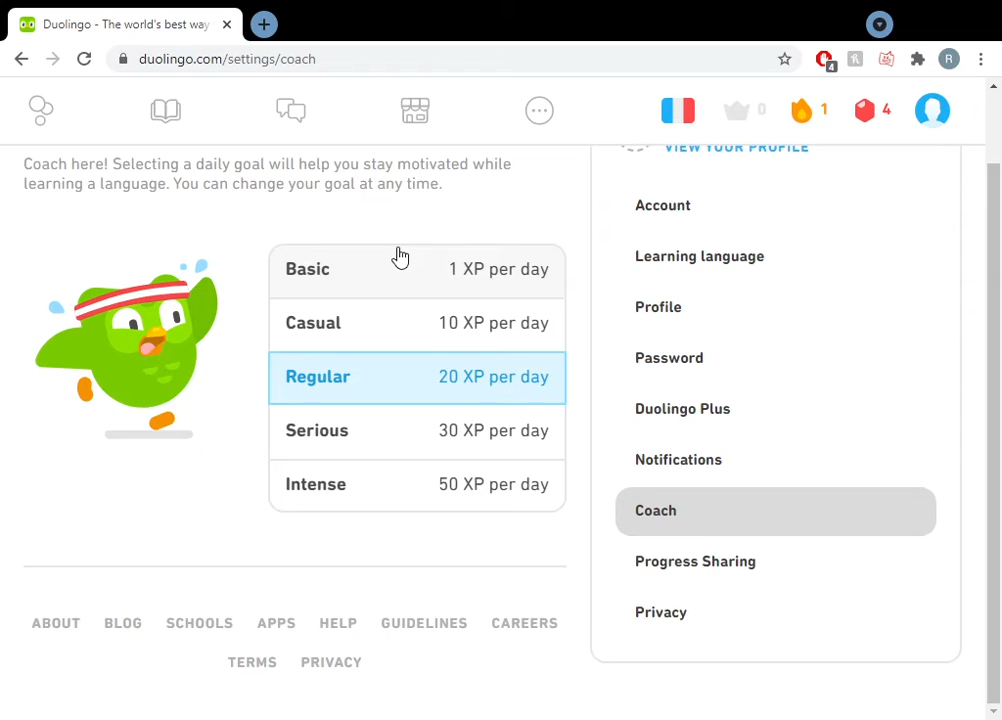 Duolingo - The world's best way
duolingo.com/settings/coach
4
R
0
1
4
Coach here! Selecting a daily goal will help you stay motivated while
learning a language. You can change your goal at any time.
Basic 1 XP per day
Casual 10 XP per day
Regular 20 XP per day
Serious 30 XP per day
Intense 50 XP per day
VIEW YOUR PROFILE
Account
Learning language
Profile
Password
Duolingo Plus
Notifications
Coach
Progress Sharing
Privacy
ABOUT BLOG SCHOOLS APPS HELP GUIDELINES CAREERS
TERMS PRIVACY